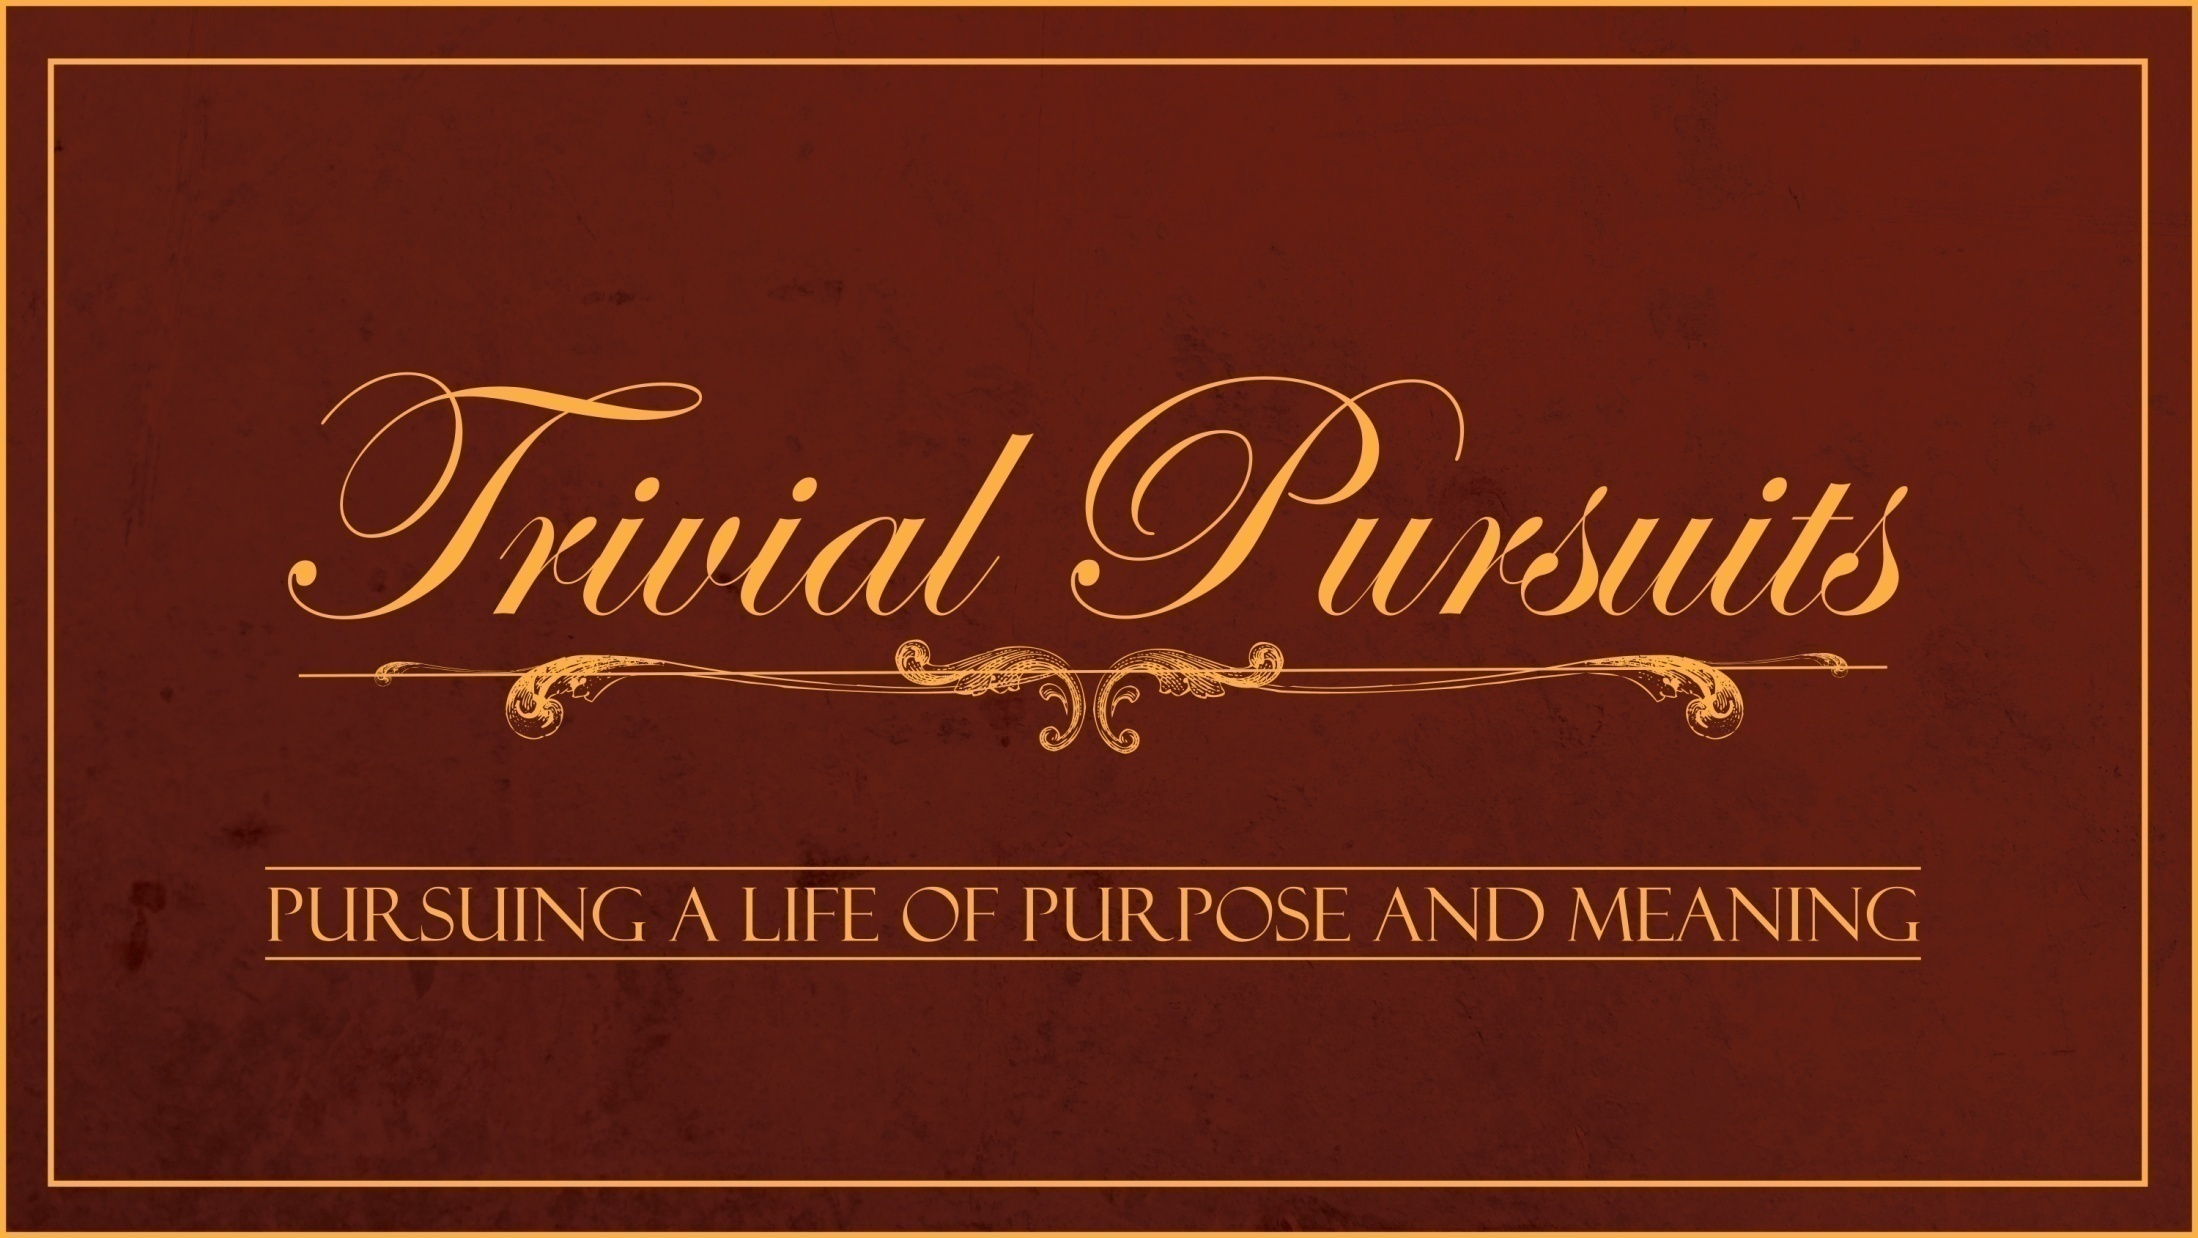 Trivial Pursuits
PURSUING A LIFE OF PURPOSE AND MEANING